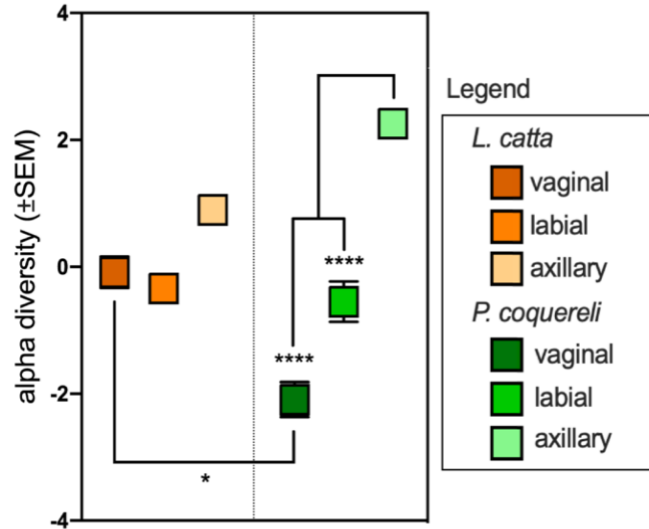 4
2
0
-2
-4
alpha diversity (±SEM)
****
****
*
Legend
L. catta
vaginal
labial
axillary
P. coquereli
vaginal
labial
axillary